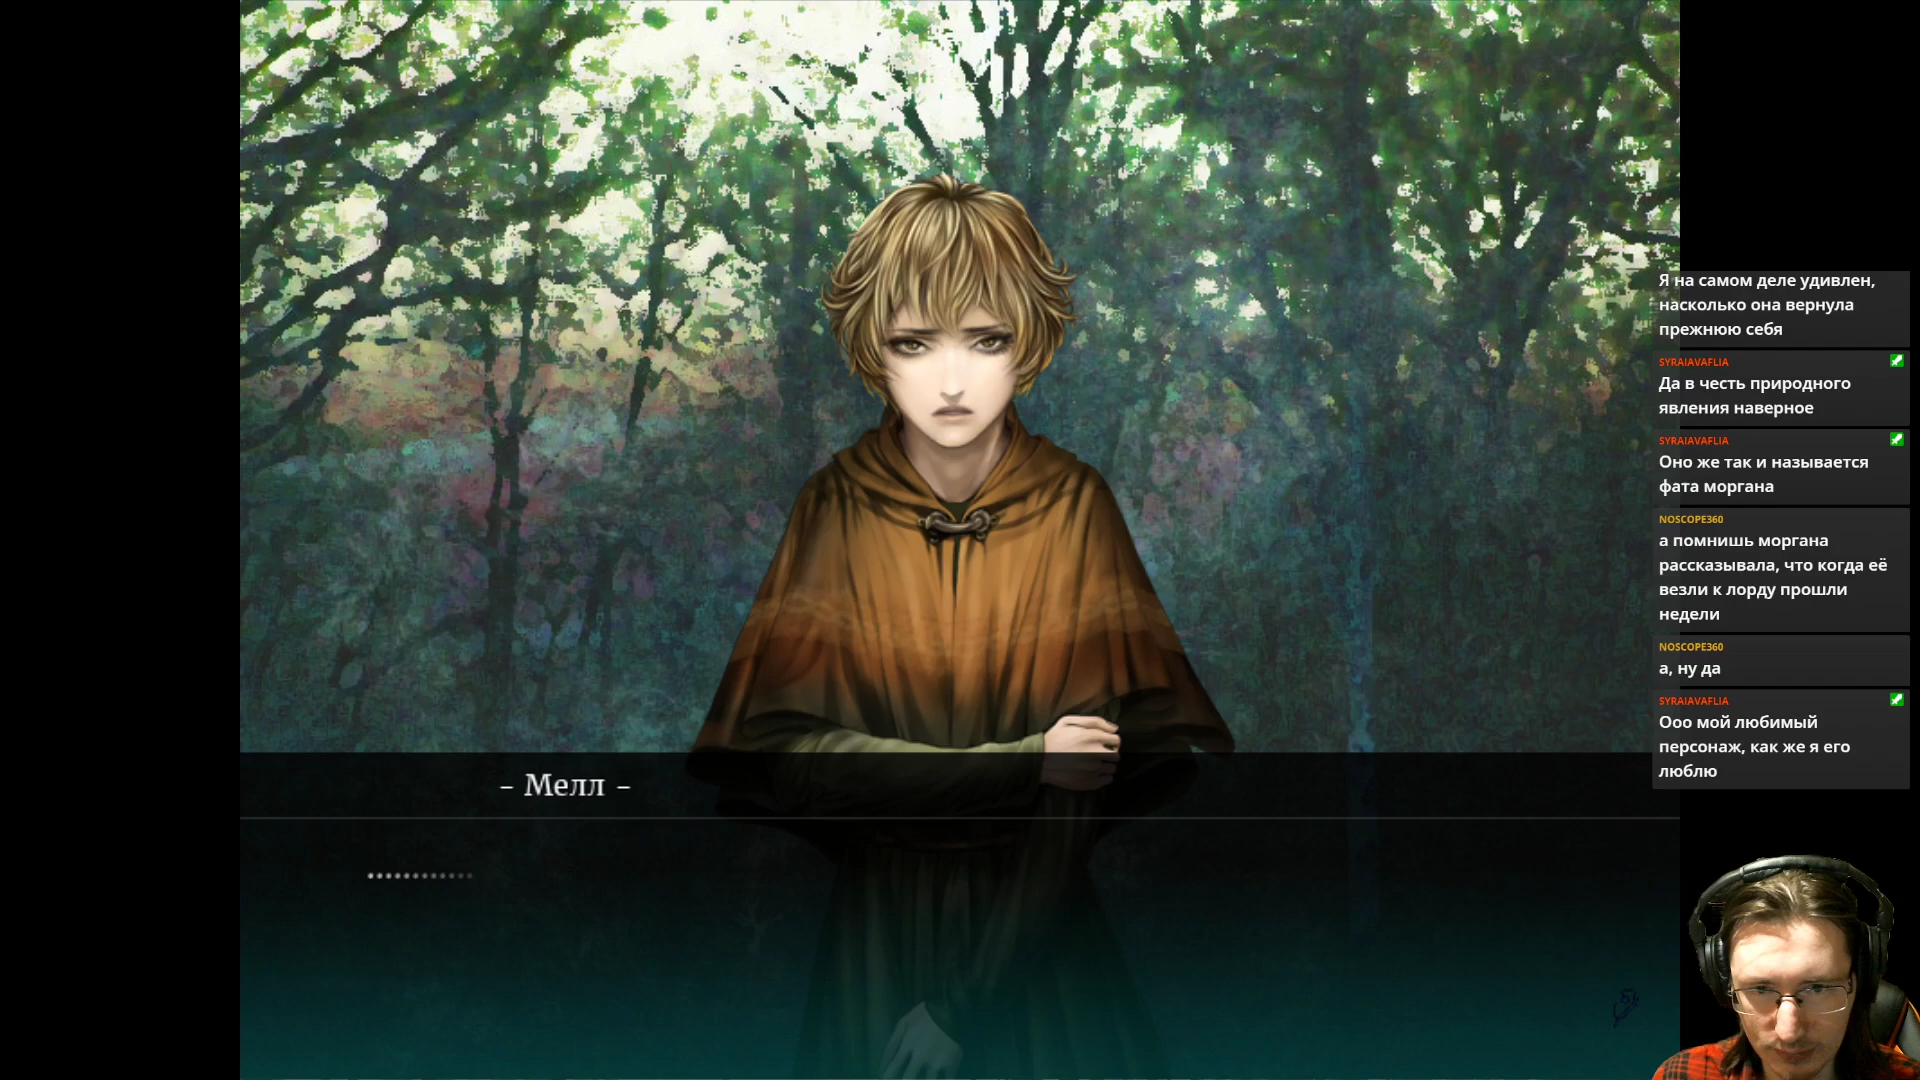 Я на самом деле удивлен,
насколько она вернула
прежнюю себя
SYRAIAVAFLIA
Да в честь природного
явления наверное
SYRAIAVAFLIA
Оно же так и называется
фата моргана
NOSCOPE360
а помнишь моргана
рассказывала, что когда её
везли к лорду прошли
недели
NOSCOPE360
а, ну да
SYRAIAVAFLIA
Ооо мой любимый
персонаж, как же я его
люблю
– Мелл –
............